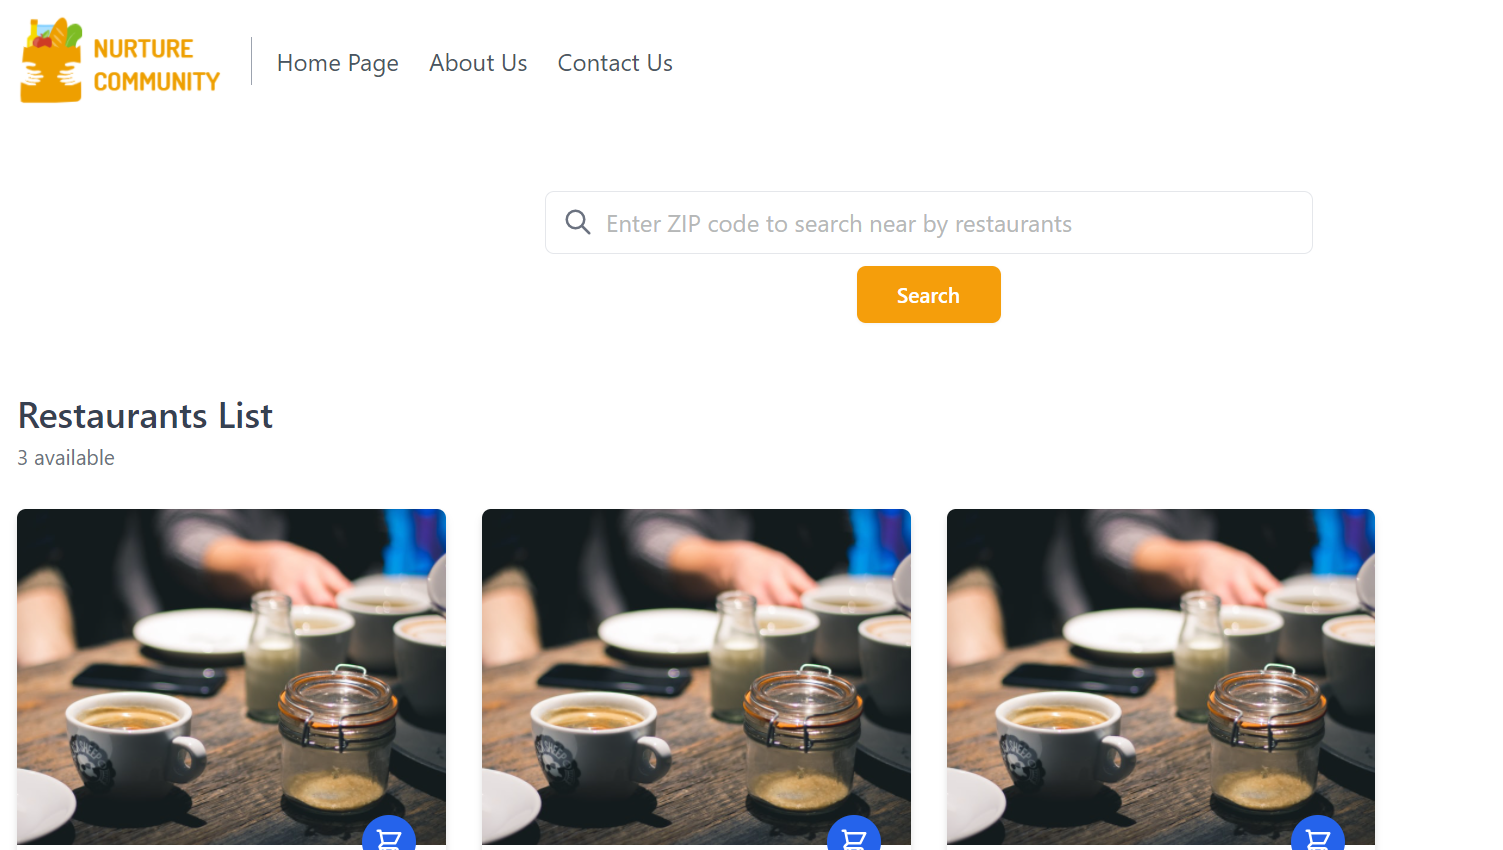 NURTURE
COMMUNITY
Home Page
About Us
Contact Us
Enter ZIP code to search near by restaurants
Search
Restaurants List
3 available